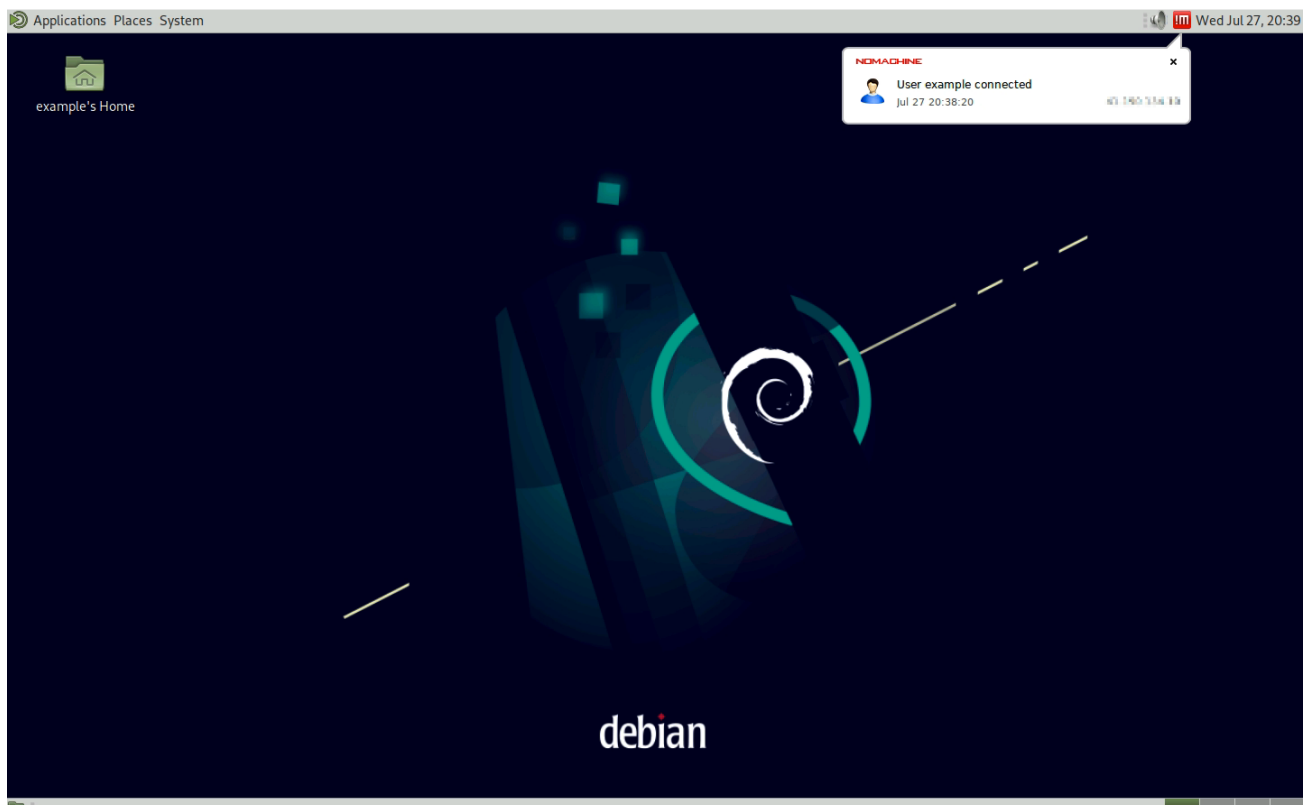 Applications Places System
!m Wed Jul 27, 20:39
example's Home
NOMACHINE
×
User example connected
Jul 27 20:38:20
debian